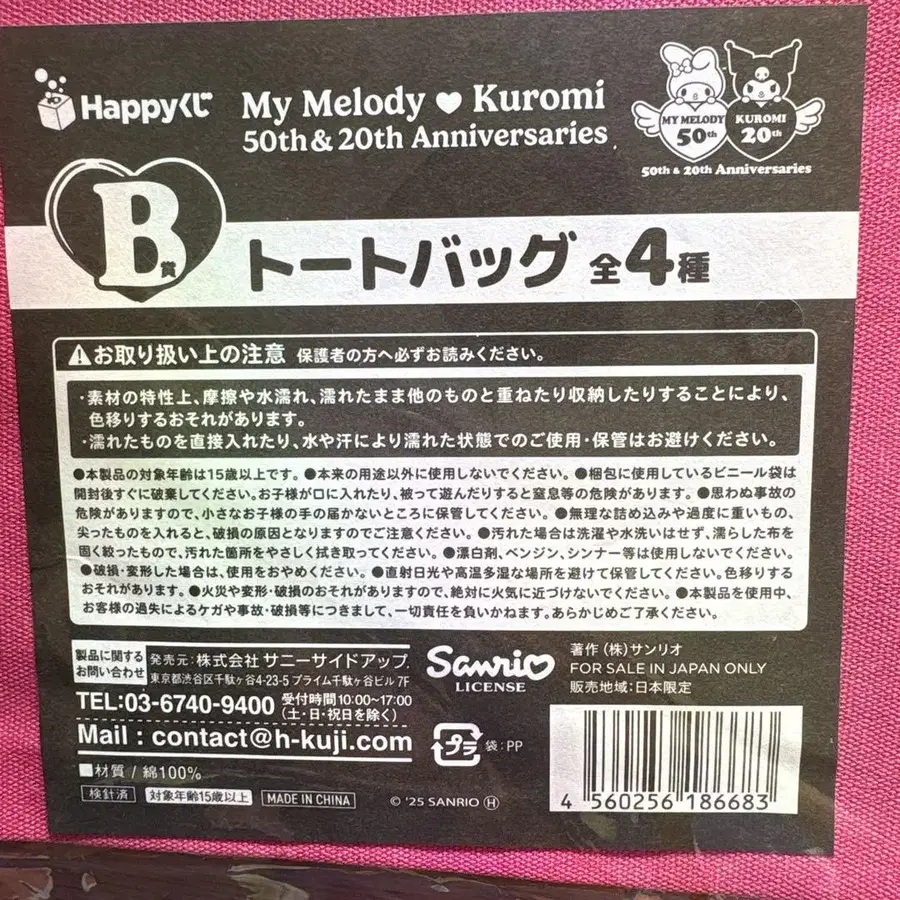 Happyくじ
My Melody ♥ Kuromi
50th & 20th Anniversaries
MY MELODY 50th
KUROMI 20th
50th & 20th Anniversaries
B賞
トートバッグ 全4種
⚠お取り扱い上の注意 保護者の方へ必ずお読みください。
・素材の特性上、摩擦や水濡れ、濡れたまま他のものと重ねたり収納したりすることにより、
色移りするおそれがあります。
・濡れたものを直接入れたり、水や汗により濡れた状態でのご使用・保管はお避けください。
●本製品の対象年齢は15歳以上です。●本来の用途以外に使用しないでください。●梱包に使用しているビニール袋は
開封後すぐに破棄してください。お子様が口に入れたり、被って遊んだりすると窒息等の危険があります。●思わぬ事故の
危険がありますので、小さなお子様の手の届かないところに保管してください。●無理な詰め込みや過度に重いもの、
尖ったものを入れると、破損の原因となりますのでご注意ください。●汚れた場合は洗濯や水洗いはせず、濡らした布を
固く絞ったもので、汚れた箇所をやさしく拭き取ってください。●漂白剤、ベンジン、シンナー等は使用しないでください。
●破損・変形した場合は、使用をおやめください。●直射日光や高温多湿な場所を避けて保管してください。色移りする
おそれがあります。●火災や変形・破損のおそれがありますので、絶対に火気に近づけないでください。●本製品を使用中、
お客様の過失によるケガや事故・破損等につきまして、一切責任を負いかねます。あらかじめご了承ください。
製品に関する
お問い合わせ
発売元:株式会社 サニーサイドアップ
東京都渋谷区千駄ヶ谷4-23-5 プライム千駄ヶ谷ビル 7F
TEL:03-6740-9400 受付時間10:00~17:00
(土・日・祝日を除く)
Mail : contact@h-kuji.com
■材質 / 綿100%
検針済 対象年齢15歳以上 MADE IN CHINA
Sanrio
LICENSE
著作 (株)サンリオ
FOR SALE IN JAPAN ONLY
販売地域:日本限定
プラ 袋:PP
© '25 SANRIO Ⓗ
4 560256 186683